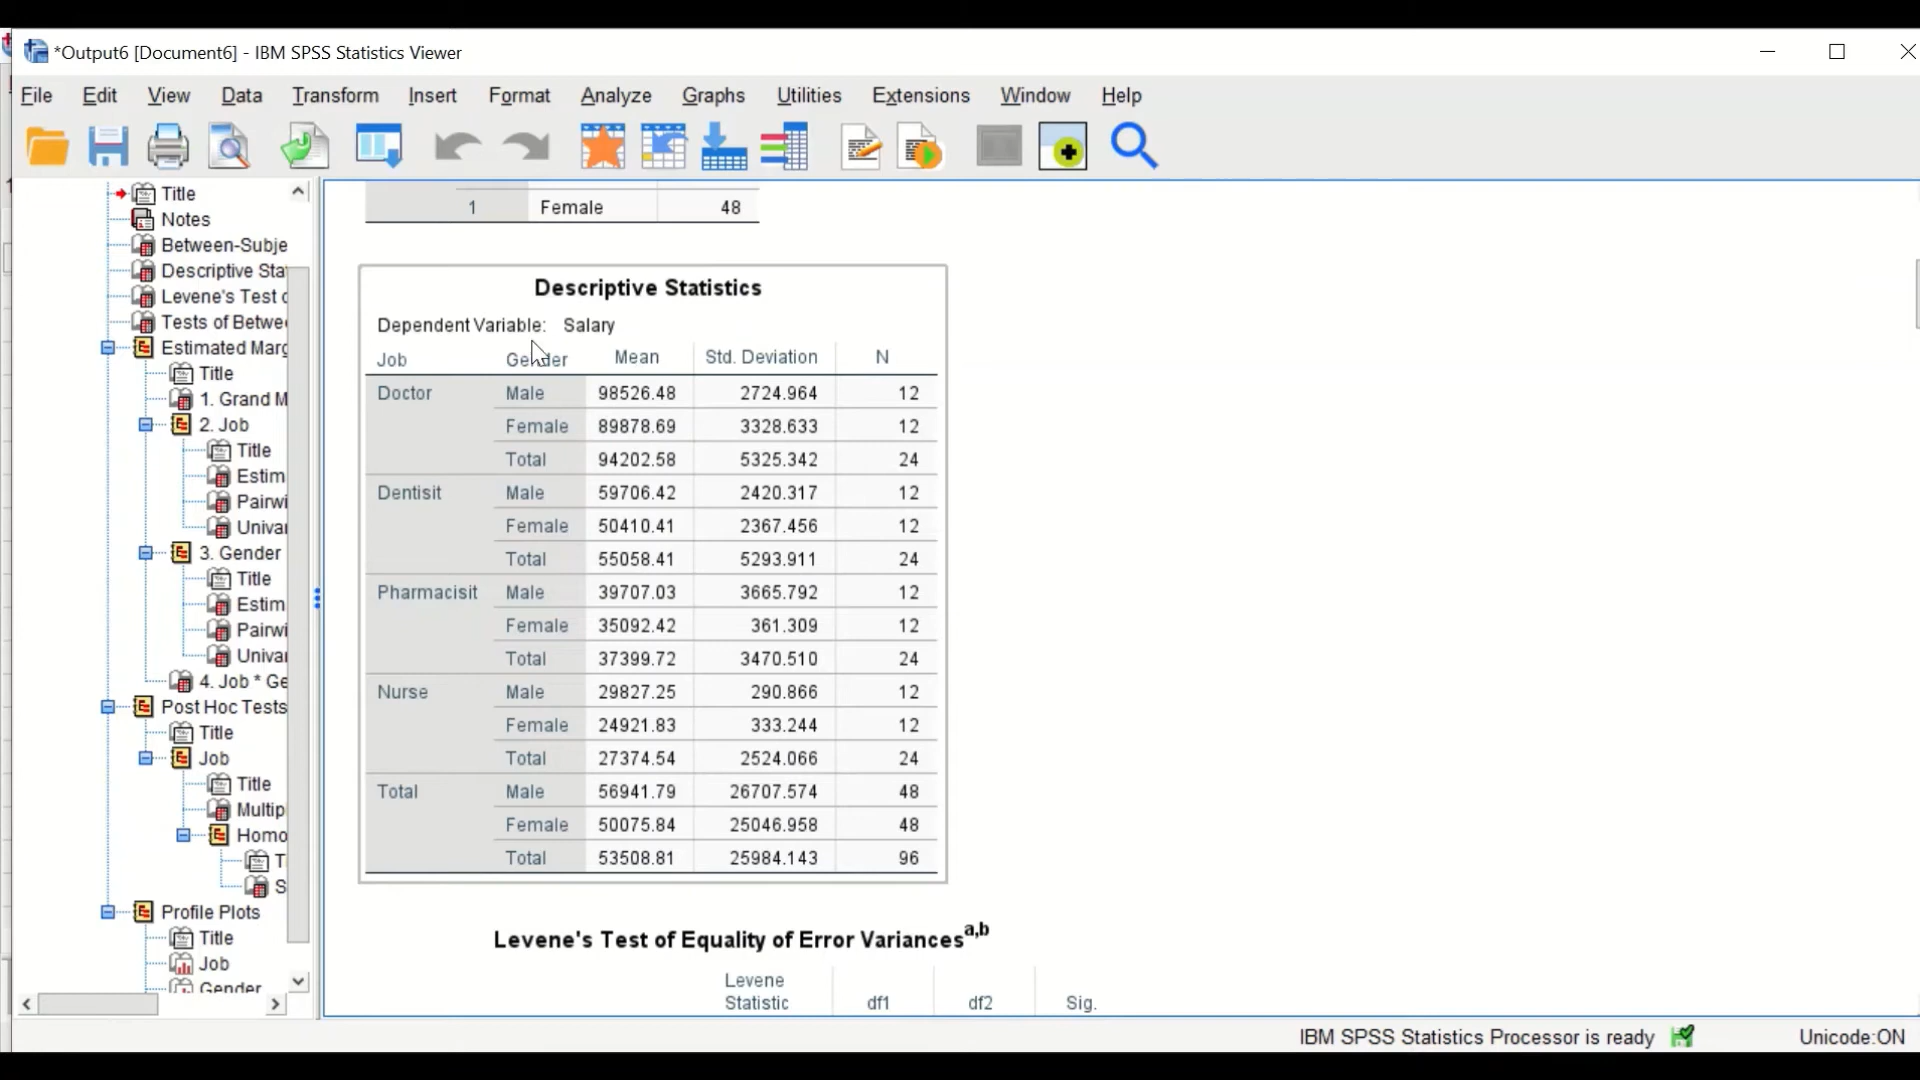 *Output6 [Document6] - IBM SPSS Statistics Viewer
File Edit View Data Transform Insert Format Analyze Graphs Utilities Extensions Window Help
Title
Notes
Between-Subje
Descriptive Sta
Levene's Test o
Tests of Betwe
Estimated Marg
Title
1. Grand M
2. Job
Title
Estim
Pairwi
Univar
3. Gender
Title
Estim
Pairwi
Univar
4. Job * Ge
Post Hoc Tests
Title
Job
Title
Multip
Homo
T
S
Profile Plots
Title
Job
Gender
1 Female 48
Descriptive Statistics
Dependent Variable: Salary
Job Gender Mean Std. Deviation N
Doctor Male 98526.48 2724.964 12
Female 89878.69 3328.633 12
Total 94202.58 5325.342 24
Dentisit Male 59706.42 2420.317 12
Female 50410.41 2367.456 12
Total 55058.41 5293.911 24
Pharmacisit Male 39707.03 3665.792 12
Female 35092.42 361.309 12
Total 37399.72 3470.510 24
Nurse Male 29827.25 290.866 12
Female 24921.83 333.244 12
Total 27374.54 2524.066 24
Total Male 56941.79 26707.574 48
Female 50075.84 25046.958 48
Total 53508.81 25984.143 96
Levene's Test of Equality of Error Variances a,b
Levene
Statistic df1 df2 Sig.
IBM SPSS Statistics Processor is ready Unicode:ON